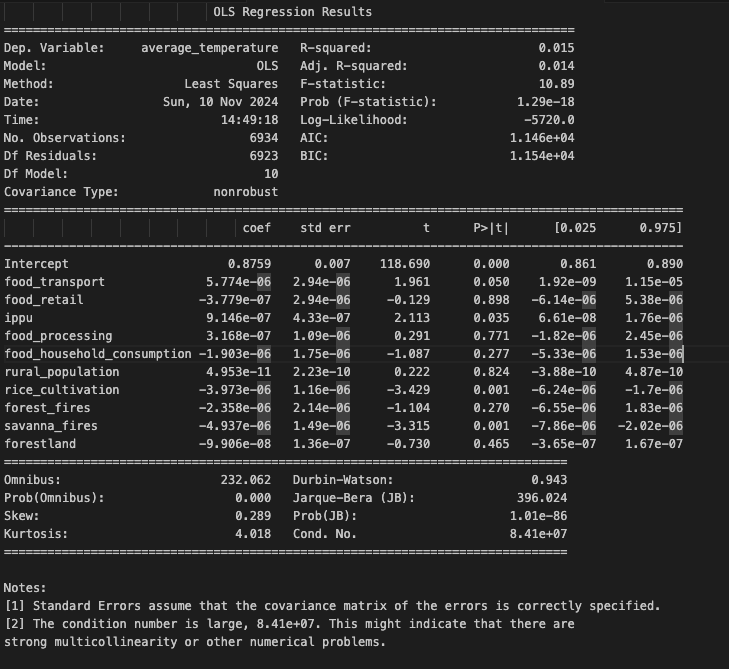 OLS Regression Results
==============================================================================
Dep. Variable:     average_temperature   R-squared:                       0.015
Model:                             OLS   Adj. R-squared:                  0.014
Method:                  Least Squares   F-statistic:                     10.89
Date:                 Sun, 10 Nov 2024   Prob (F-statistic):           1.29e-18
Time:                         14:49:18   Log-Likelihood:                -5720.0
No. Observations:                 6934   AIC:                         1.146e+04
Df Residuals:                     6923   BIC:                         1.154e+04
Df Model:                           10
Covariance Type:             nonrobust
==============================================================================================
coef    std err          t      P>|t|      [0.025      0.975]
----------------------------------------------------------------------------------------------
Intercept                      0.8759      0.007    118.690      0.000       0.861       0.890
food_transport              5.774e-06   2.94e-06      1.961      0.050    1.92e-09    1.15e-05
food_retail                -3.779e-07   2.94e-06     -0.129      0.898   -6.14e-06    5.38e-06
ippu                        9.146e-07   4.33e-07      2.113      0.035    6.61e-08    1.76e-06
food_processing             3.168e-07   1.09e-06      0.291      0.771   -1.82e-06    2.45e-06
food_household_consumption -1.903e-06   1.75e-06     -1.087      0.277   -5.33e-06    1.53e-06
rural_population            4.953e-11   2.23e-10      0.222      0.824   -3.88e-10    4.87e-10
rice_cultivation           -3.973e-06   1.16e-06     -3.429      0.001   -6.24e-06    -1.7e-06
forest_fires               -2.358e-06   2.14e-06     -1.104      0.270   -6.55e-06    1.83e-06
savanna_fires              -4.937e-06   1.49e-06     -3.315      0.001   -7.86e-06   -2.02e-06
forestland                 -9.906e-08   1.36e-07     -0.730      0.465   -3.65e-07    1.67e-07
==============================================================================
Omnibus:                      232.062   Durbin-Watson:                   0.943
Prob(Omnibus):                  0.000   Jarque-Bera (JB):              396.024
Skew:                           0.289   Prob(JB):                     1.01e-86
Kurtosis:                       4.018   Cond. No.                     8.41e+07
==============================================================================
Notes:
[1] Standard Errors assume that the covariance matrix of the errors is correctly specified.
[2] The condition number is large, 8.41e+07. This might indicate that there are
strong multicollinearity or other numerical problems.